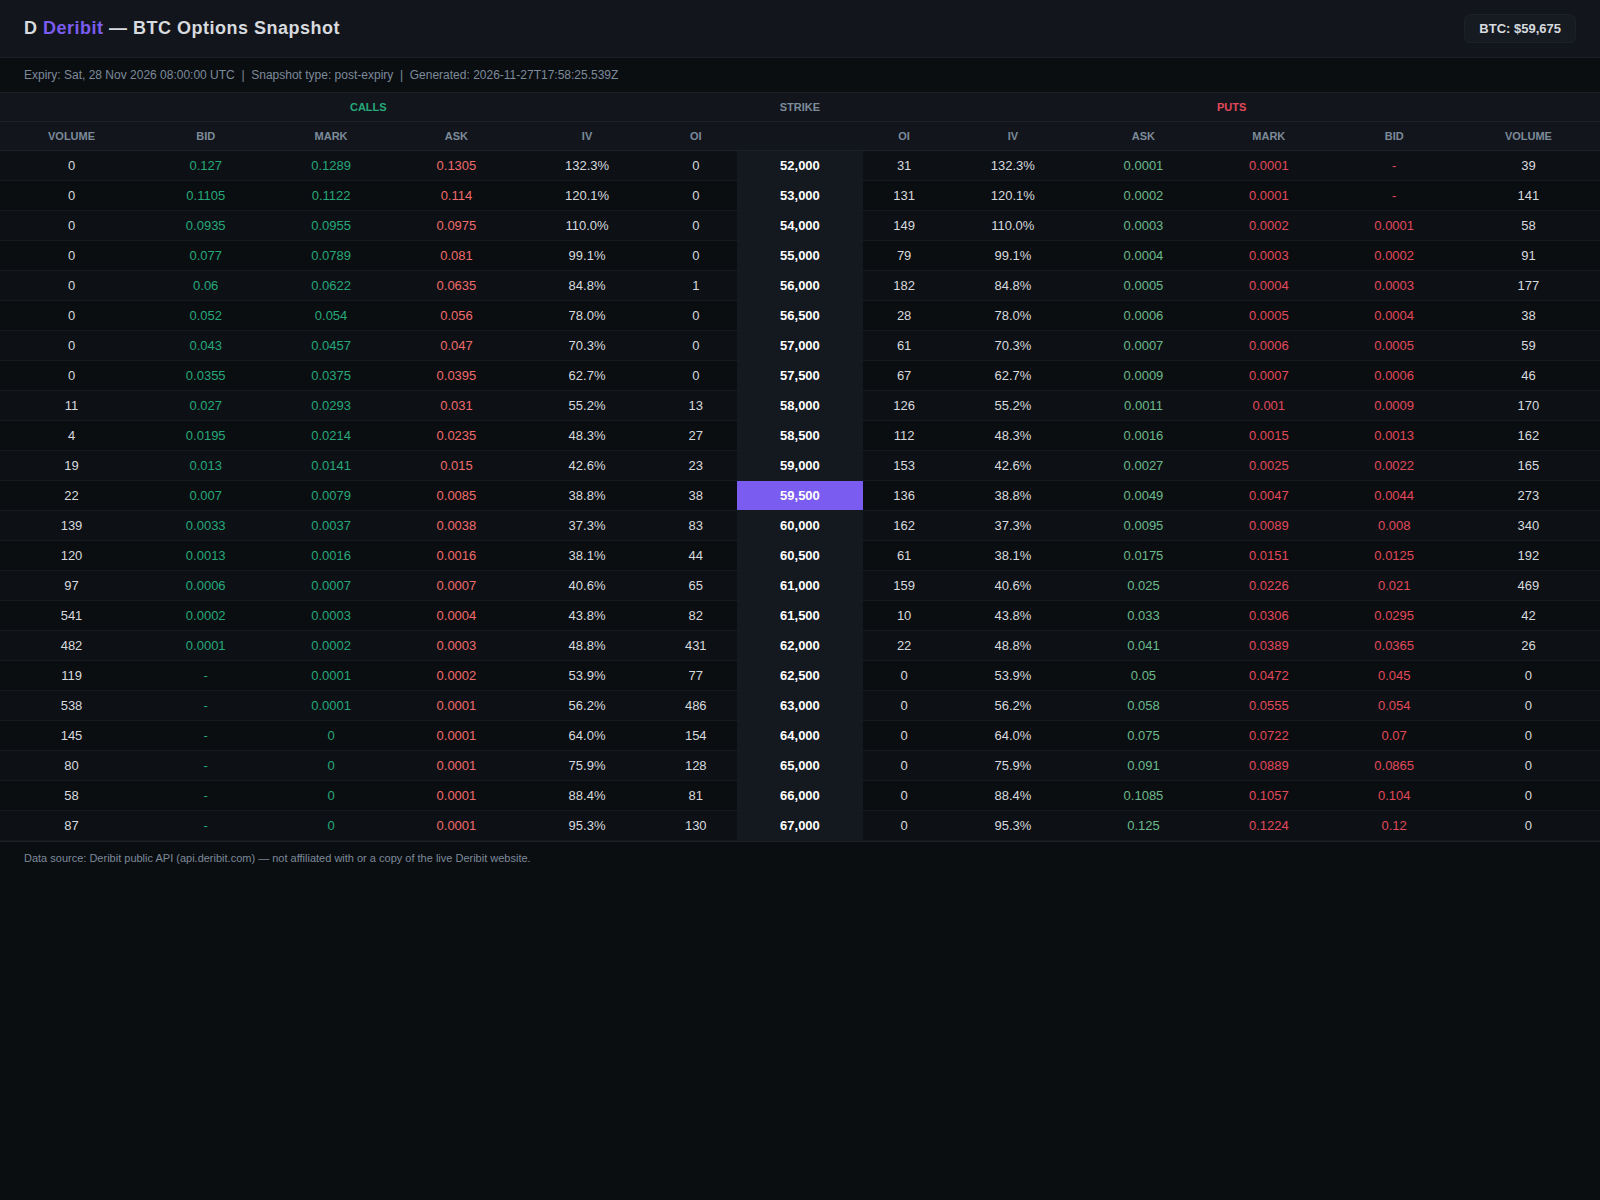 D Deribit — BTC Options Snapshot
BTC: $59,675
Expiry: Sat, 28 Nov 2026 08:00:00 UTC | Snapshot type: post-expiry | Generated: 2026-11-27T17:58:25.539Z
CALLS STRIKE PUTS
VOLUME BID MARK ASK IV OI OI IV ASK MARK BID VOLUME
0 0.127 0.1289 0.1305 132.3% 0 52,000 31 132.3% 0.0001 0.0001 - 39
0 0.1105 0.1122 0.114 120.1% 0 53,000 131 120.1% 0.0002 0.0001 - 141
0 0.0935 0.0955 0.0975 110.0% 0 54,000 149 110.0% 0.0003 0.0002 0.0001 58
0 0.077 0.0789 0.081 99.1% 0 55,000 79 99.1% 0.0004 0.0003 0.0002 91
0 0.06 0.0622 0.0635 84.8% 1 56,000 182 84.8% 0.0005 0.0004 0.0003 177
0 0.052 0.054 0.056 78.0% 0 56,500 28 78.0% 0.0006 0.0005 0.0004 38
0 0.043 0.0457 0.047 70.3% 0 57,000 61 70.3% 0.0007 0.0006 0.0005 59
0 0.0355 0.0375 0.0395 62.7% 0 57,500 67 62.7% 0.0009 0.0007 0.0006 46
11 0.027 0.0293 0.031 55.2% 13 58,000 126 55.2% 0.0011 0.001 0.0009 170
4 0.0195 0.0214 0.0235 48.3% 27 58,500 112 48.3% 0.0016 0.0015 0.0013 162
19 0.013 0.0141 0.015 42.6% 23 59,000 153 42.6% 0.0027 0.0025 0.0022 165
22 0.007 0.0079 0.0085 38.8% 38 59,500 136 38.8% 0.0049 0.0047 0.0044 273
139 0.0033 0.0037 0.0038 37.3% 83 60,000 162 37.3% 0.0095 0.0089 0.008 340
120 0.0013 0.0016 0.0016 38.1% 44 60,500 61 38.1% 0.0175 0.0151 0.0125 192
97 0.0006 0.0007 0.0007 40.6% 65 61,000 159 40.6% 0.025 0.0226 0.021 469
541 0.0002 0.0003 0.0004 43.8% 82 61,500 10 43.8% 0.033 0.0306 0.0295 42
482 0.0001 0.0002 0.0003 48.8% 431 62,000 22 48.8% 0.041 0.0389 0.0365 26
119 - 0.0001 0.0002 53.9% 77 62,500 0 53.9% 0.05 0.0472 0.045 0
538 - 0.0001 0.0001 56.2% 486 63,000 0 56.2% 0.058 0.0555 0.054 0
145 - 0 0.0001 64.0% 154 64,000 0 64.0% 0.075 0.0722 0.07 0
80 - 0 0.0001 75.9% 128 65,000 0 75.9% 0.091 0.0889 0.0865 0
58 - 0 0.0001 88.4% 81 66,000 0 88.4% 0.1085 0.1057 0.104 0
87 - 0 0.0001 95.3% 130 67,000 0 95.3% 0.125 0.1224 0.12 0
Data source: Deribit public API (api.deribit.com) — not affiliated with or a copy of the live Deribit website.